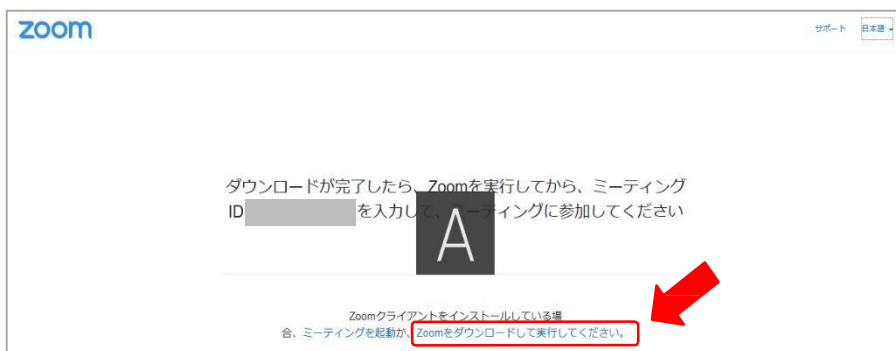 zoom
サポート 日本語
ダウンロードが完了したら、Zoomを実行してから、ミーティング
ID を入力して、ミーティングに参加してください
A
Zoomクライアントをインストールしている場
合、ミーティングを起動か、Zoomをダウンロードして実行してください。